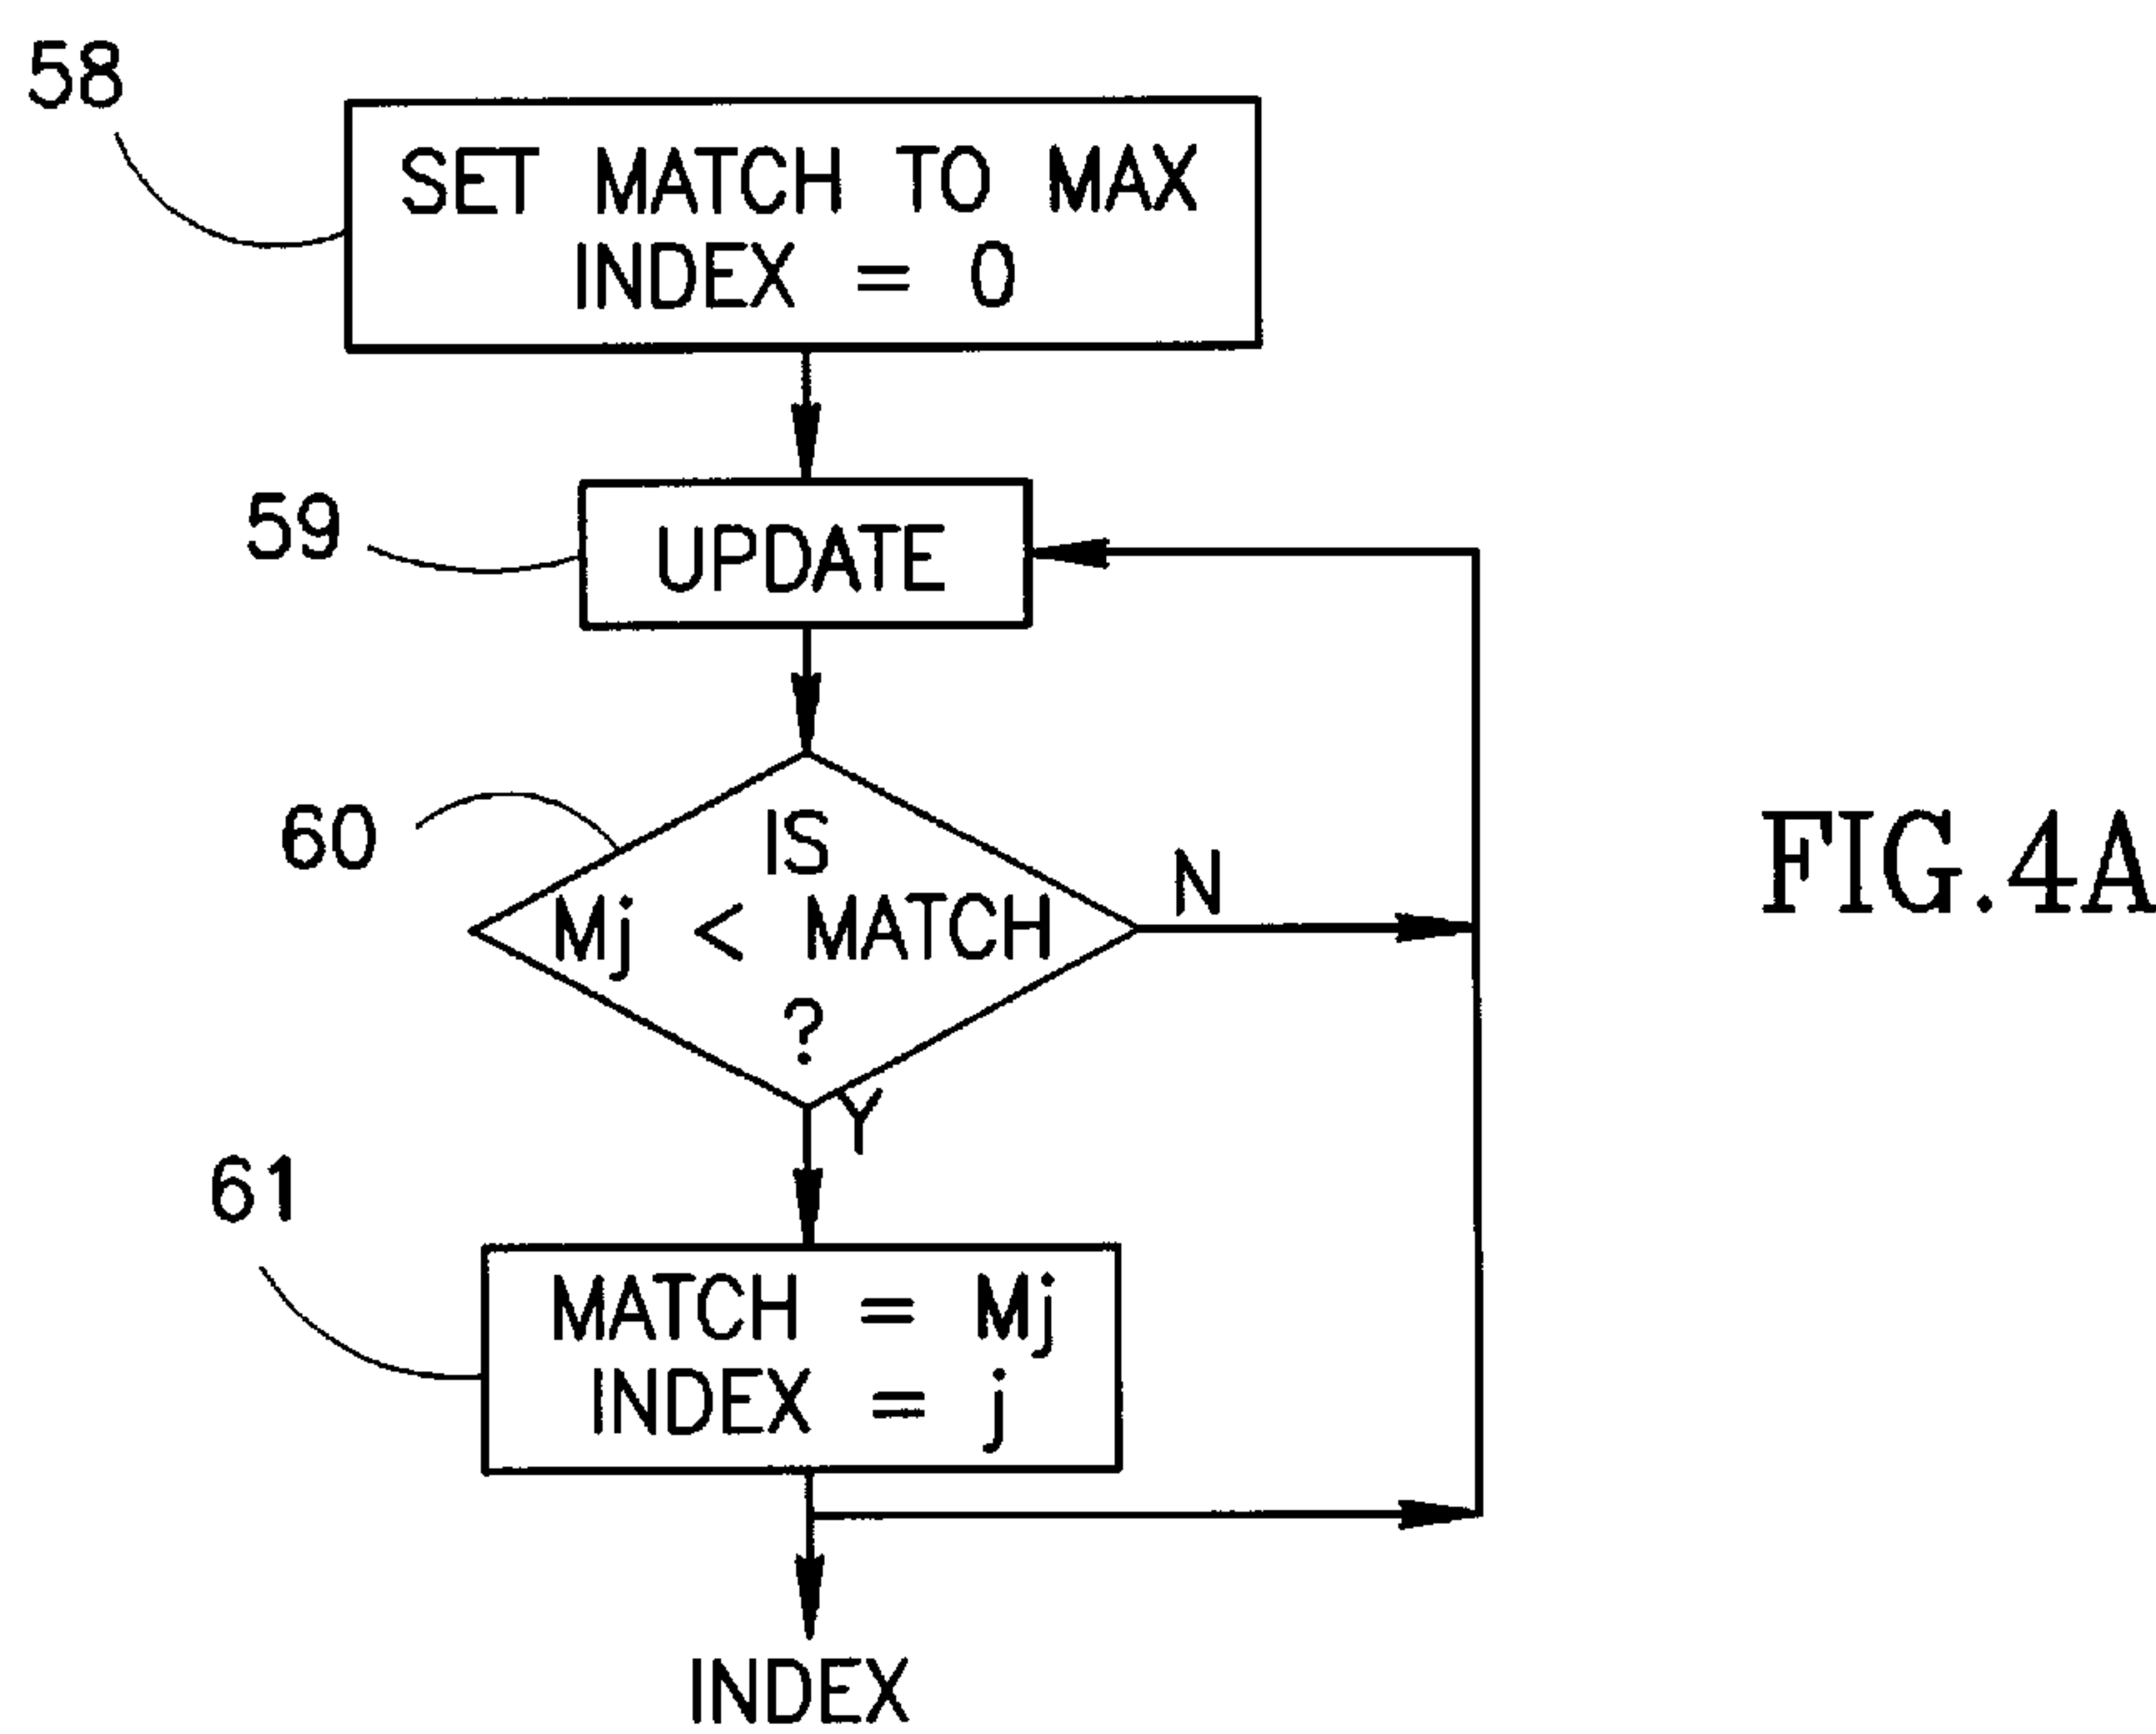 58
SET MATCH TO MAX
INDEX = 0
59
UPDATE
60
IS
Mj < MATCH
?
N
Y
FIG.4A
61
MATCH = Mj
INDEX = j
INDEX